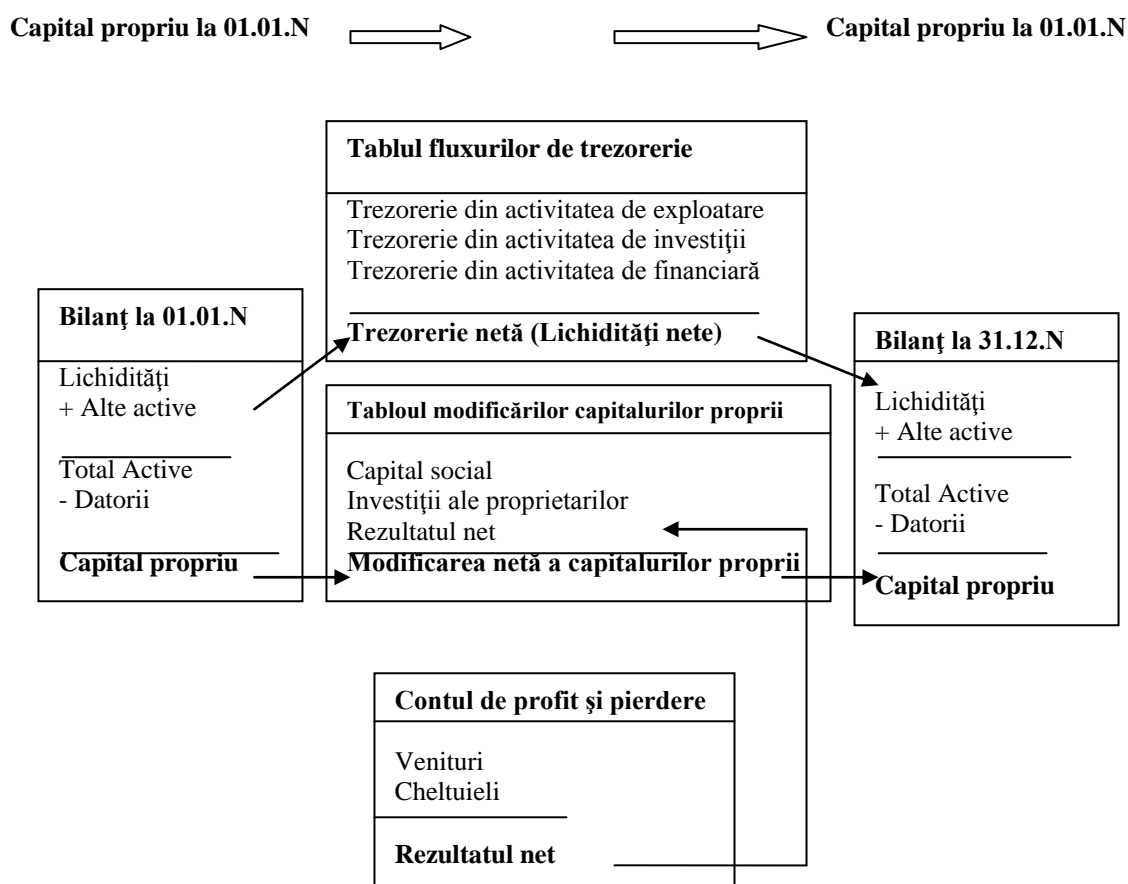 Capital propriu la 01.01.N
Capital propriu la 01.01.N
Tablul fluxurilor de trezorerie
Trezorerie din activitatea de exploatare
Trezorerie din activitatea de investiţii
Trezorerie din activitatea de financiară
Trezorerie netă (Lichidităţi nete)
Bilanţ la 01.01.N
Lichidităţi
+ Alte active
Total Active
- Datorii
Capital propriu
Tabloul modificărilor capitalurilor proprii
Capital social
Investiţii ale proprietarilor
Rezultatul net
Modificarea netă a capitalurilor proprii
Bilanţ la 31.12.N
Lichidităţi
+ Alte active
Total Active
- Datorii
Capital propriu
Contul de profit şi pierdere
Venituri
Cheltuieli
Rezultatul net